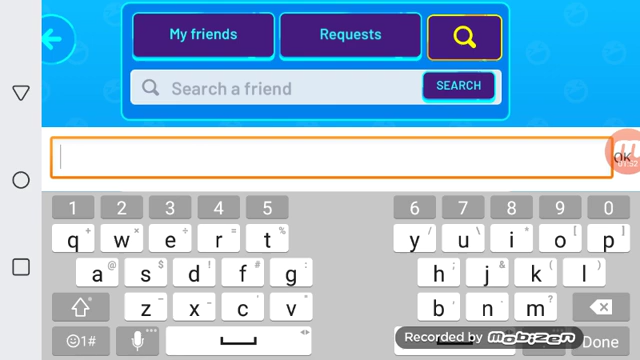 My friends Requests
Search a friend SEARCH
OK
1 2 3 4 5 6 7 8 9 0
q w e r t y u i o p
a s d f g h j k l
z x c v b n m
☺1# Done
Recorded by mobizen